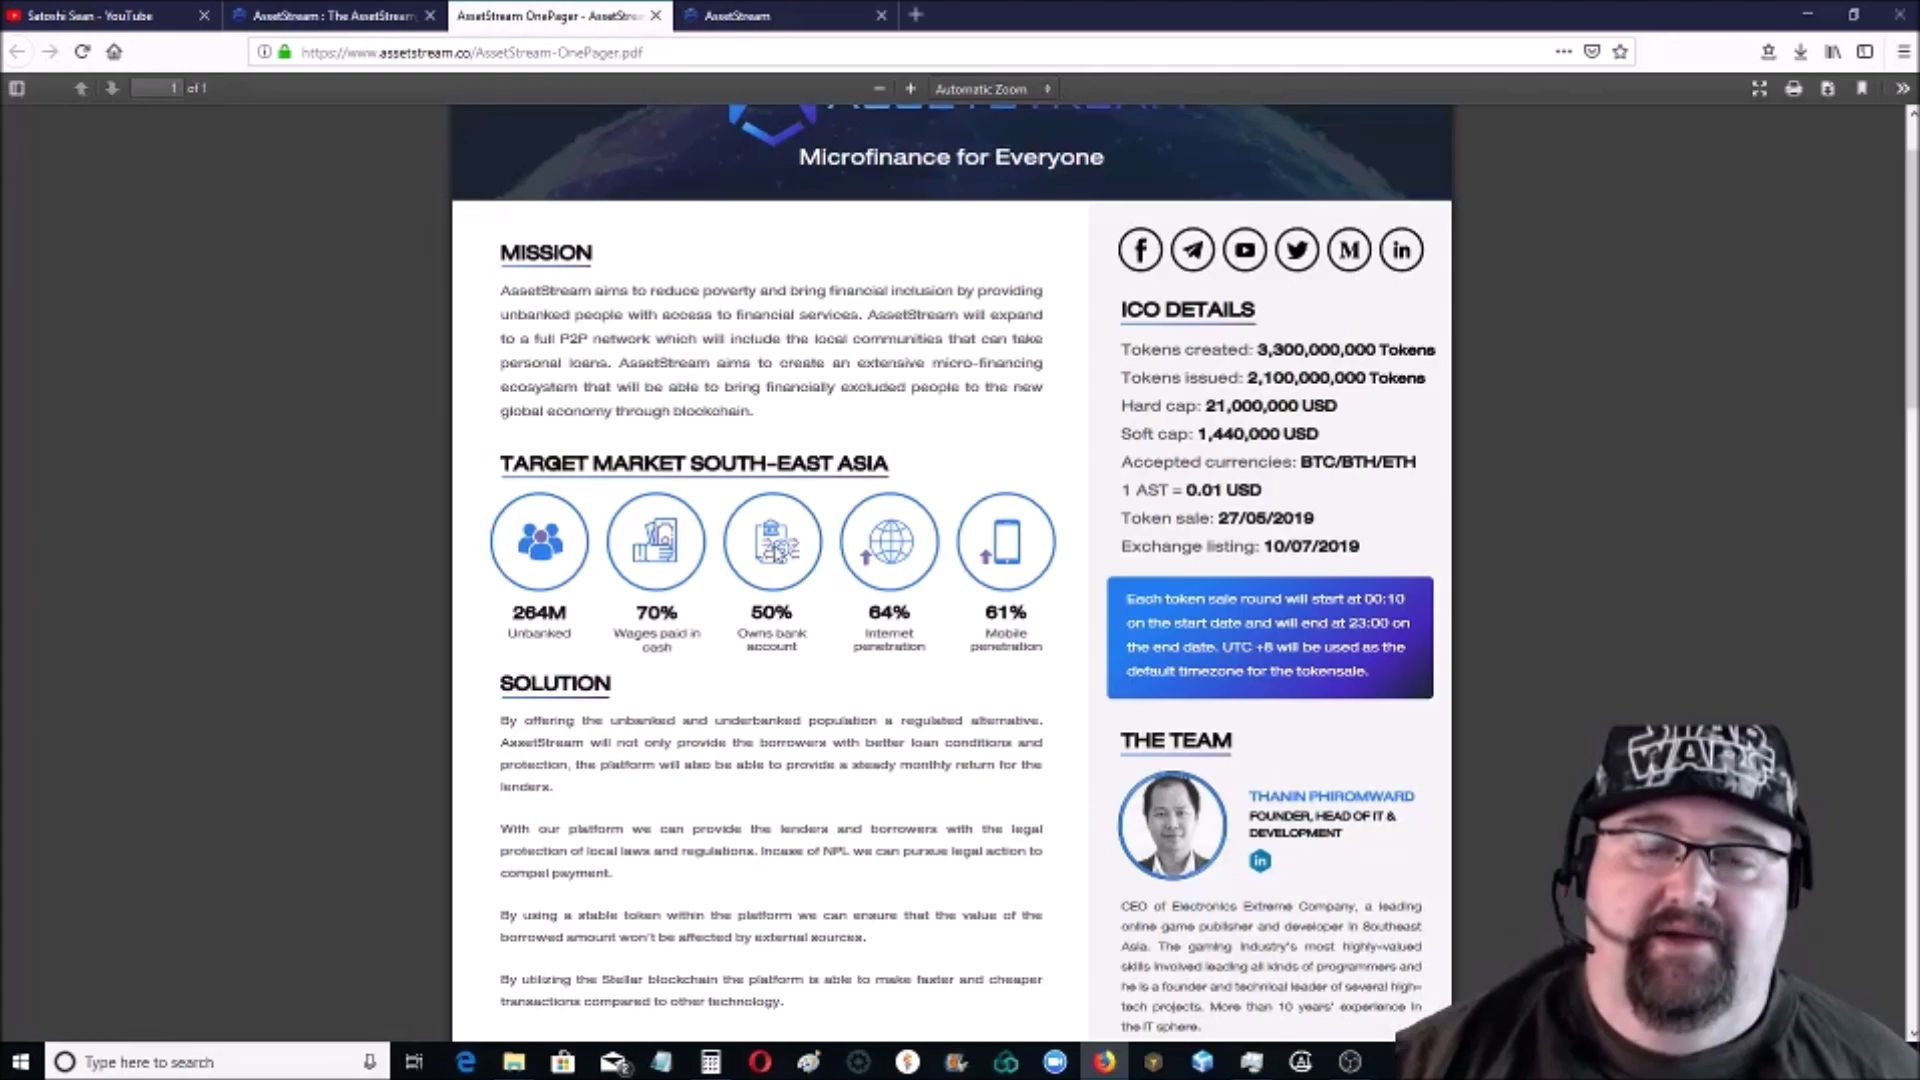 Satoshi Sean - YouTube
AssetStream : The AssetStream
AssetStream OnePager - AssetStre
AssetStream
https://www.assetstream.co/AssetStream-OnePager.pdf
1 of 1
Automatic Zoom
Microfinance for Everyone
MISSION
AssetStream aims to reduce poverty and bring financial inclusion by providing
unbanked people with access to financial services. AssetStream will expand
to a full P2P network which will include the local communities that can take
personal loans. AssetStream aims to create an extensive micro-financing
ecosystem that will be able to bring financially excluded people to the new
global economy through blockchain.
TARGET MARKET SOUTH-EAST ASIA
264M
Unbanked
70%
Wages paid in
cash
50%
Owns bank
account
64%
Internet
penetration
61%
Mobile
penetration
SOLUTION
By offering the unbanked and underbanked population a regulated alternative.
AssetStream will not only provide the borrowers with better loan conditions and
protection, the platform will also be able to provide a steady monthly return for the
lenders.
With our platform we can provide the lenders and borrowers with the legal
protection of local laws and regulations. Incase of NPL we can pursue legal action to
compel payment.
By using a stable token within the platform we can ensure that the value of the
borrowed amount won't be affected by external sources.
By utilizing the Stellar blockchain the platform is able to make faster and cheaper
transactions compared to other technology.
ICO DETAILS
Tokens created: 3,300,000,000 Tokens
Tokens issued: 2,100,000,000 Tokens
Hard cap: 21,000,000 USD
Soft cap: 1,440,000 USD
Accepted currencies: BTC/BTH/ETH
1 AST = 0.01 USD
Token sale: 27/05/2019
Exchange listing: 10/07/2019
Each token sale round will start at 00:10
on the start date and will end at 23:00 on
the end date. UTC +8 will be used as the
default timezone for the tokensale.
THE TEAM
THANIN PHIROMWARD
FOUNDER, HEAD OF IT &
DEVELOPMENT
in
CEO of Electronics Extreme Company, a leading
online game publisher and developer in Southeast
Asia. The gaming industry's most highly-valued
skills involved leading all kinds of programmers and
he is a founder and technical leader of several high-
tech projects. More than 10 years' experience in
the IT sphere.
STAR
WARS
Type here to search